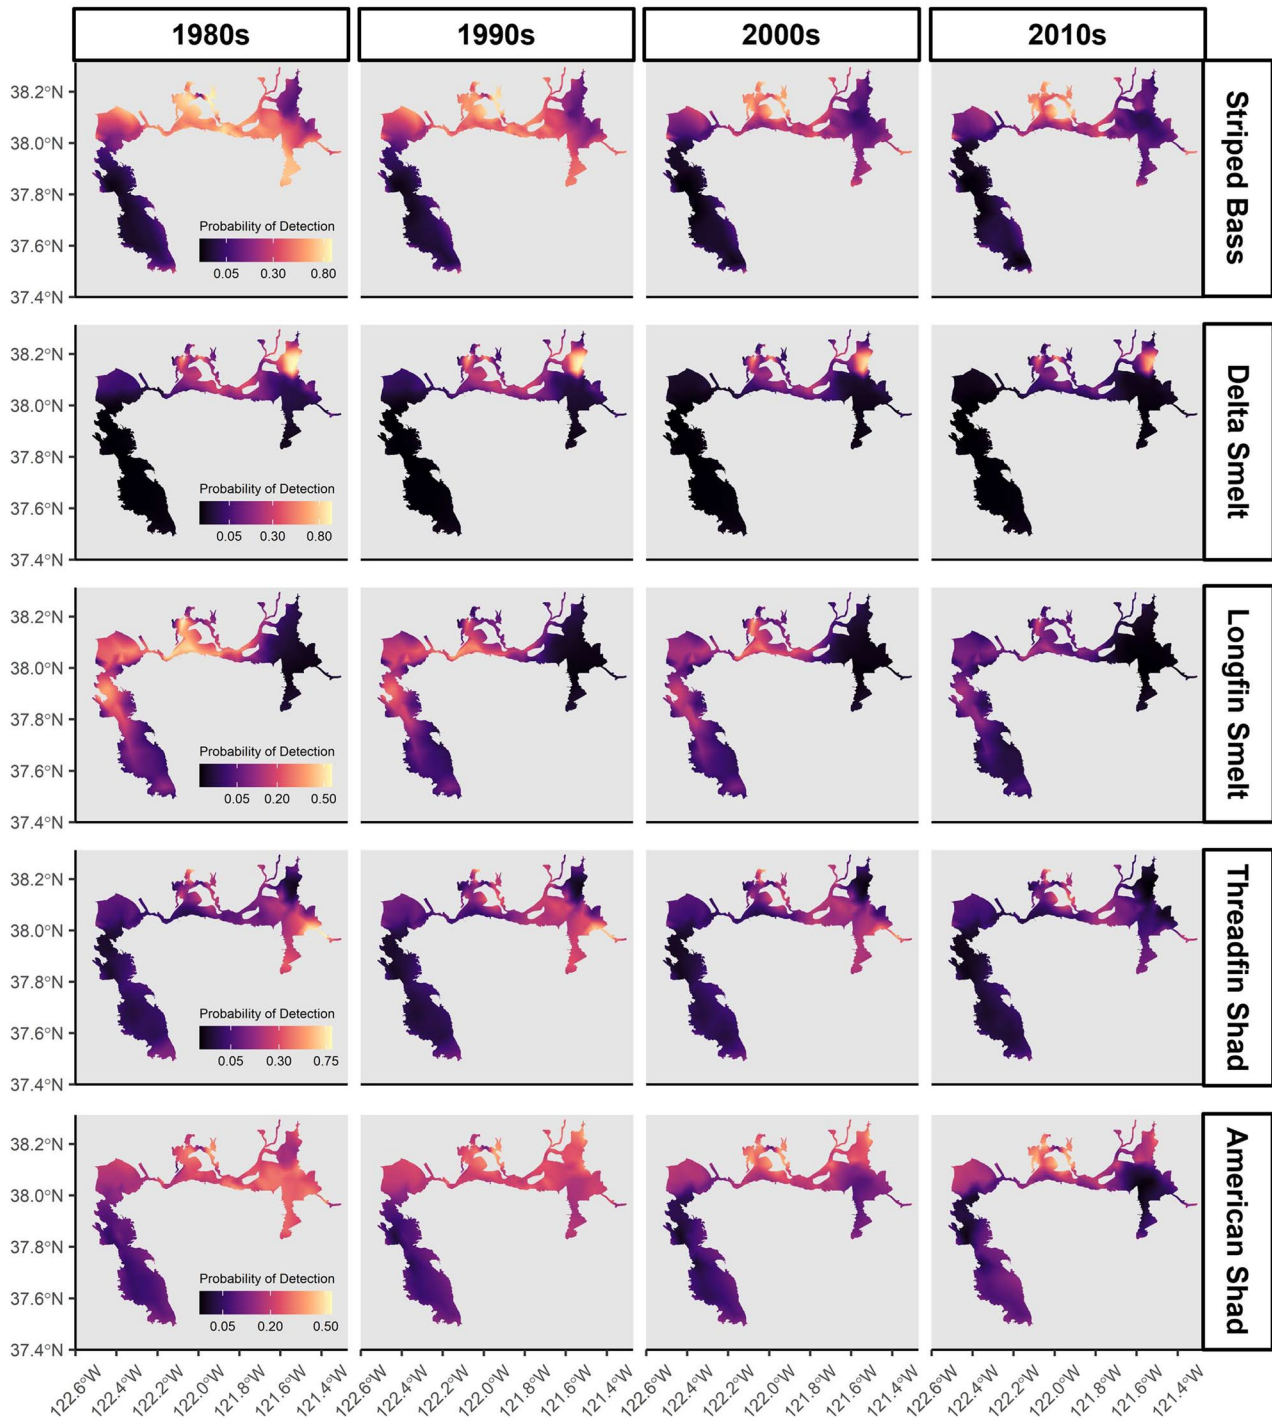 1980s 1990s 2000s 2010s
38.2°N
38.0°N
37.8°N
37.6°N
37.4°N
Probability of Detection
0.05 0.30 0.80
Striped Bass
38.2°N
38.0°N
37.8°N
37.6°N
37.4°N
Probability of Detection
0.05 0.30 0.80
Delta Smelt
38.2°N
38.0°N
37.8°N
37.6°N
37.4°N
Probability of Detection
0.05 0.20 0.50
Longfin Smelt
38.2°N
38.0°N
37.8°N
37.6°N
37.4°N
Probability of Detection
0.05 0.30 0.75
Threadfin Shad
38.2°N
38.0°N
37.8°N
37.6°N
37.4°N
Probability of Detection
0.05 0.20 0.50
American Shad
122.6°W 122.4°W 122.2°W 122.0°W 121.8°W 121.6°W 121.4°W 122.6°W 122.4°W 122.2°W 122.0°W 121.8°W 121.6°W 121.4°W 122.6°W 122.4°W 122.2°W 122.0°W 121.8°W 121.6°W 121.4°W 122.6°W 122.4°W 122.2°W 122.0°W 121.8°W 121.6°W 121.4°W